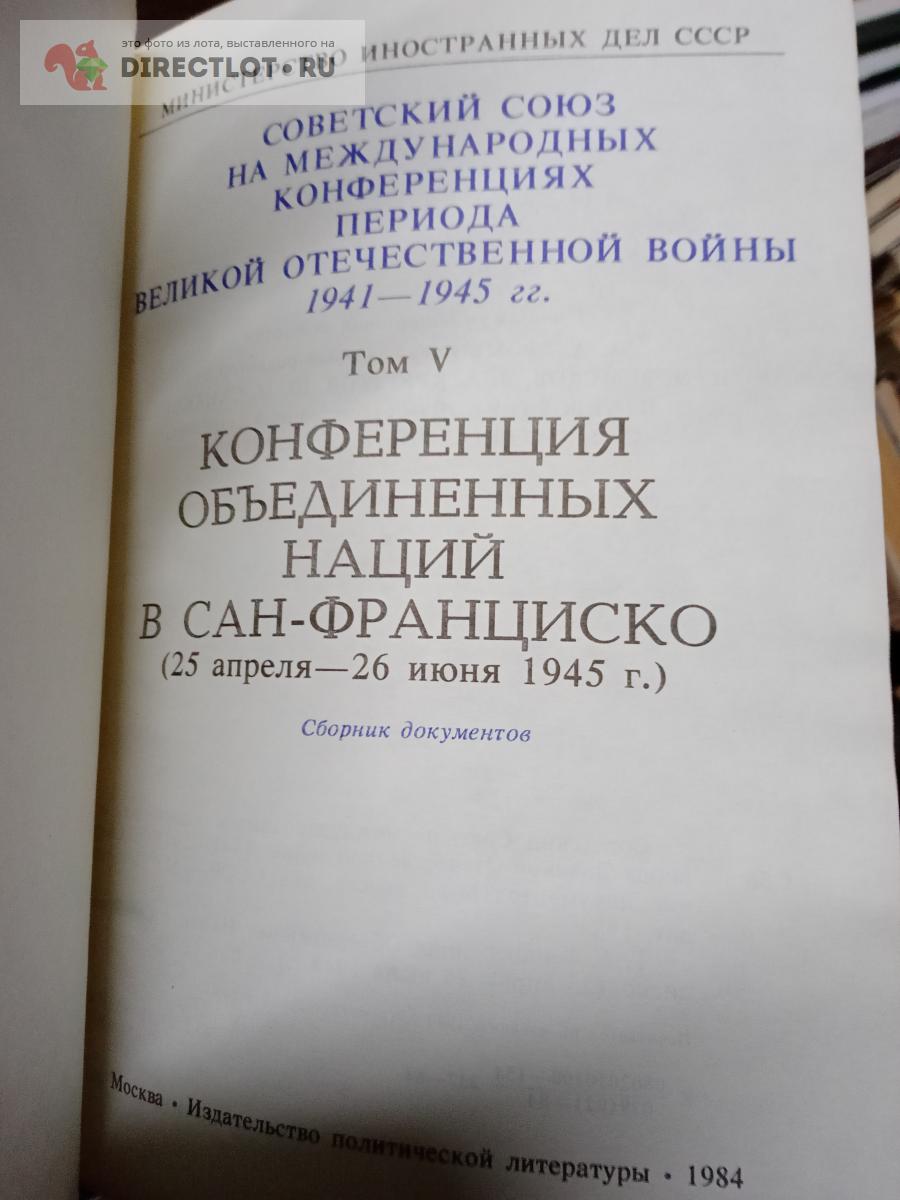 это фото из лота, выставленного на
DIRECTLOT.RU
МИНИСТЕРСТВО ИНОСТРАННЫХ ДЕЛ СССР
СОВЕТСКИЙ СОЮЗ
НА МЕЖДУНАРОДНЫХ
КОНФЕРЕНЦИЯХ
ПЕРИОДА
ВЕЛИКОЙ ОТЕЧЕСТВЕННОЙ ВОЙНЫ
1941—1945 гг.
Том V
КОНФЕРЕНЦИЯ
ОБЪЕДИНЕННЫХ
НАЦИЙ
В САН-ФРАНЦИСКО
(25 апреля—26 июня 1945 г.)
Сборник документов
Москва • Издательство политической литературы • 1984